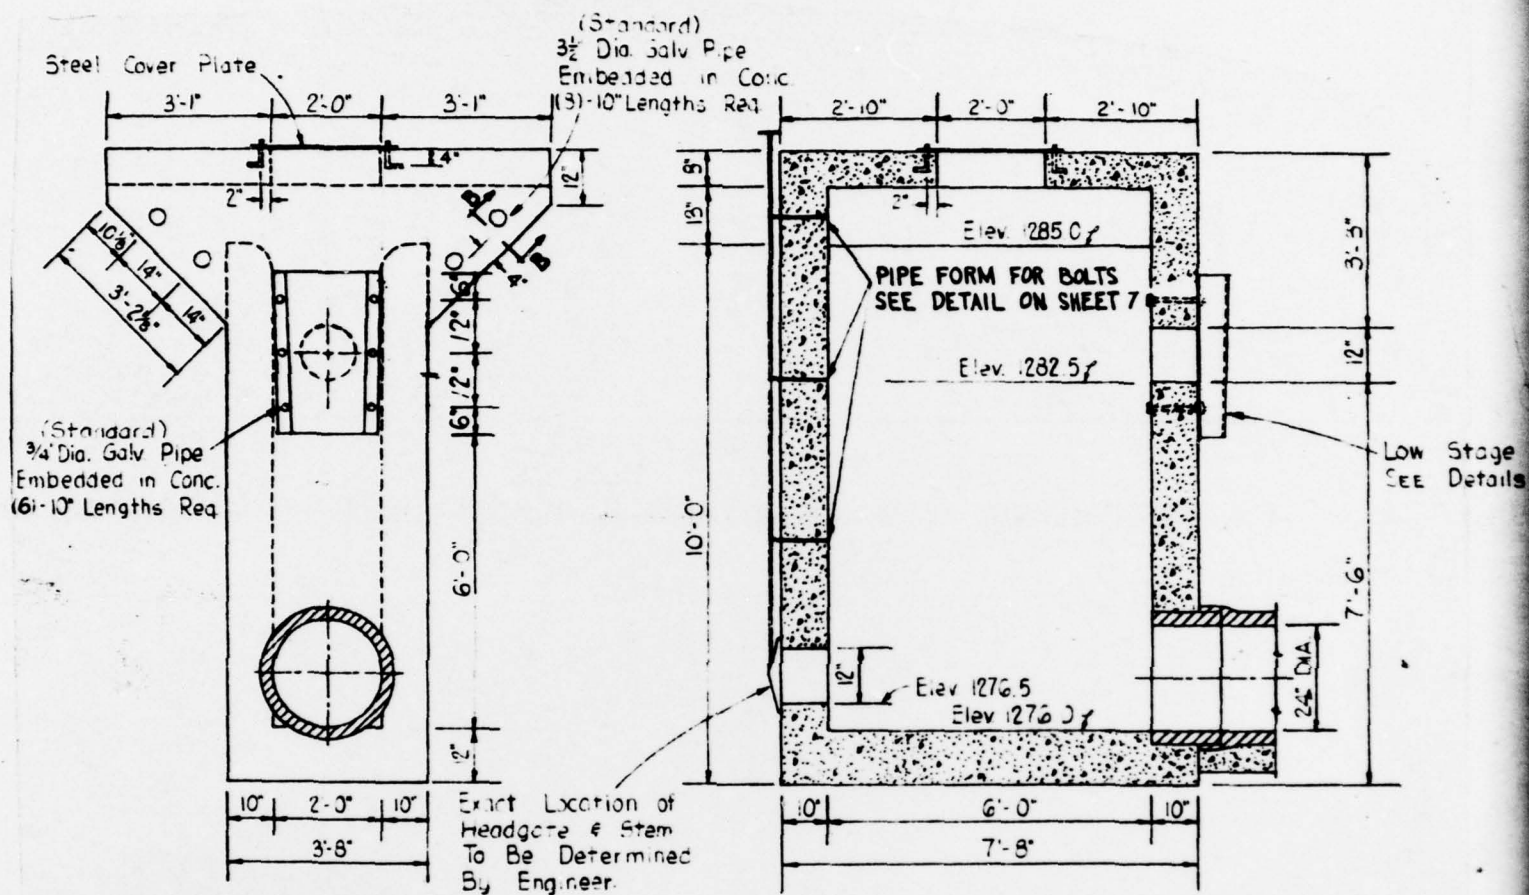 (Standard)
3½" Dia. Galv. Pipe
Embedded in Conc.
(8)-10" Lengths Req.
Steel Cover Plate
3'-1"
2'-0"
3'-1"
4"
12"
2"
B
B
4"
10⅛"
14"
14"
3'-2⅛"
6"
12"
12"
6"
6'-0"
12"
(Standard)
¾" Dia. Galv. Pipe
Embedded in Conc.
(6)-10" Lengths Req.
10"
2'-0"
10"
3'-8"
2'-10"
2'-0"
2'-10"
13"
2"
Elev. 1285.0
PIPE FORM FOR BOLTS
SEE DETAIL ON SHEET 7
Elev. 1282.5
3'-3"
12"
7'-6"
10'-0"
Low Stage
SEE Details
12"
Elev 1276.5
Elev 1276.0
24" DIA.
Exact Location of
Headgate & Stem
To Be Determined
By Engineer.
10"
6'-0"
10"
7'-8"